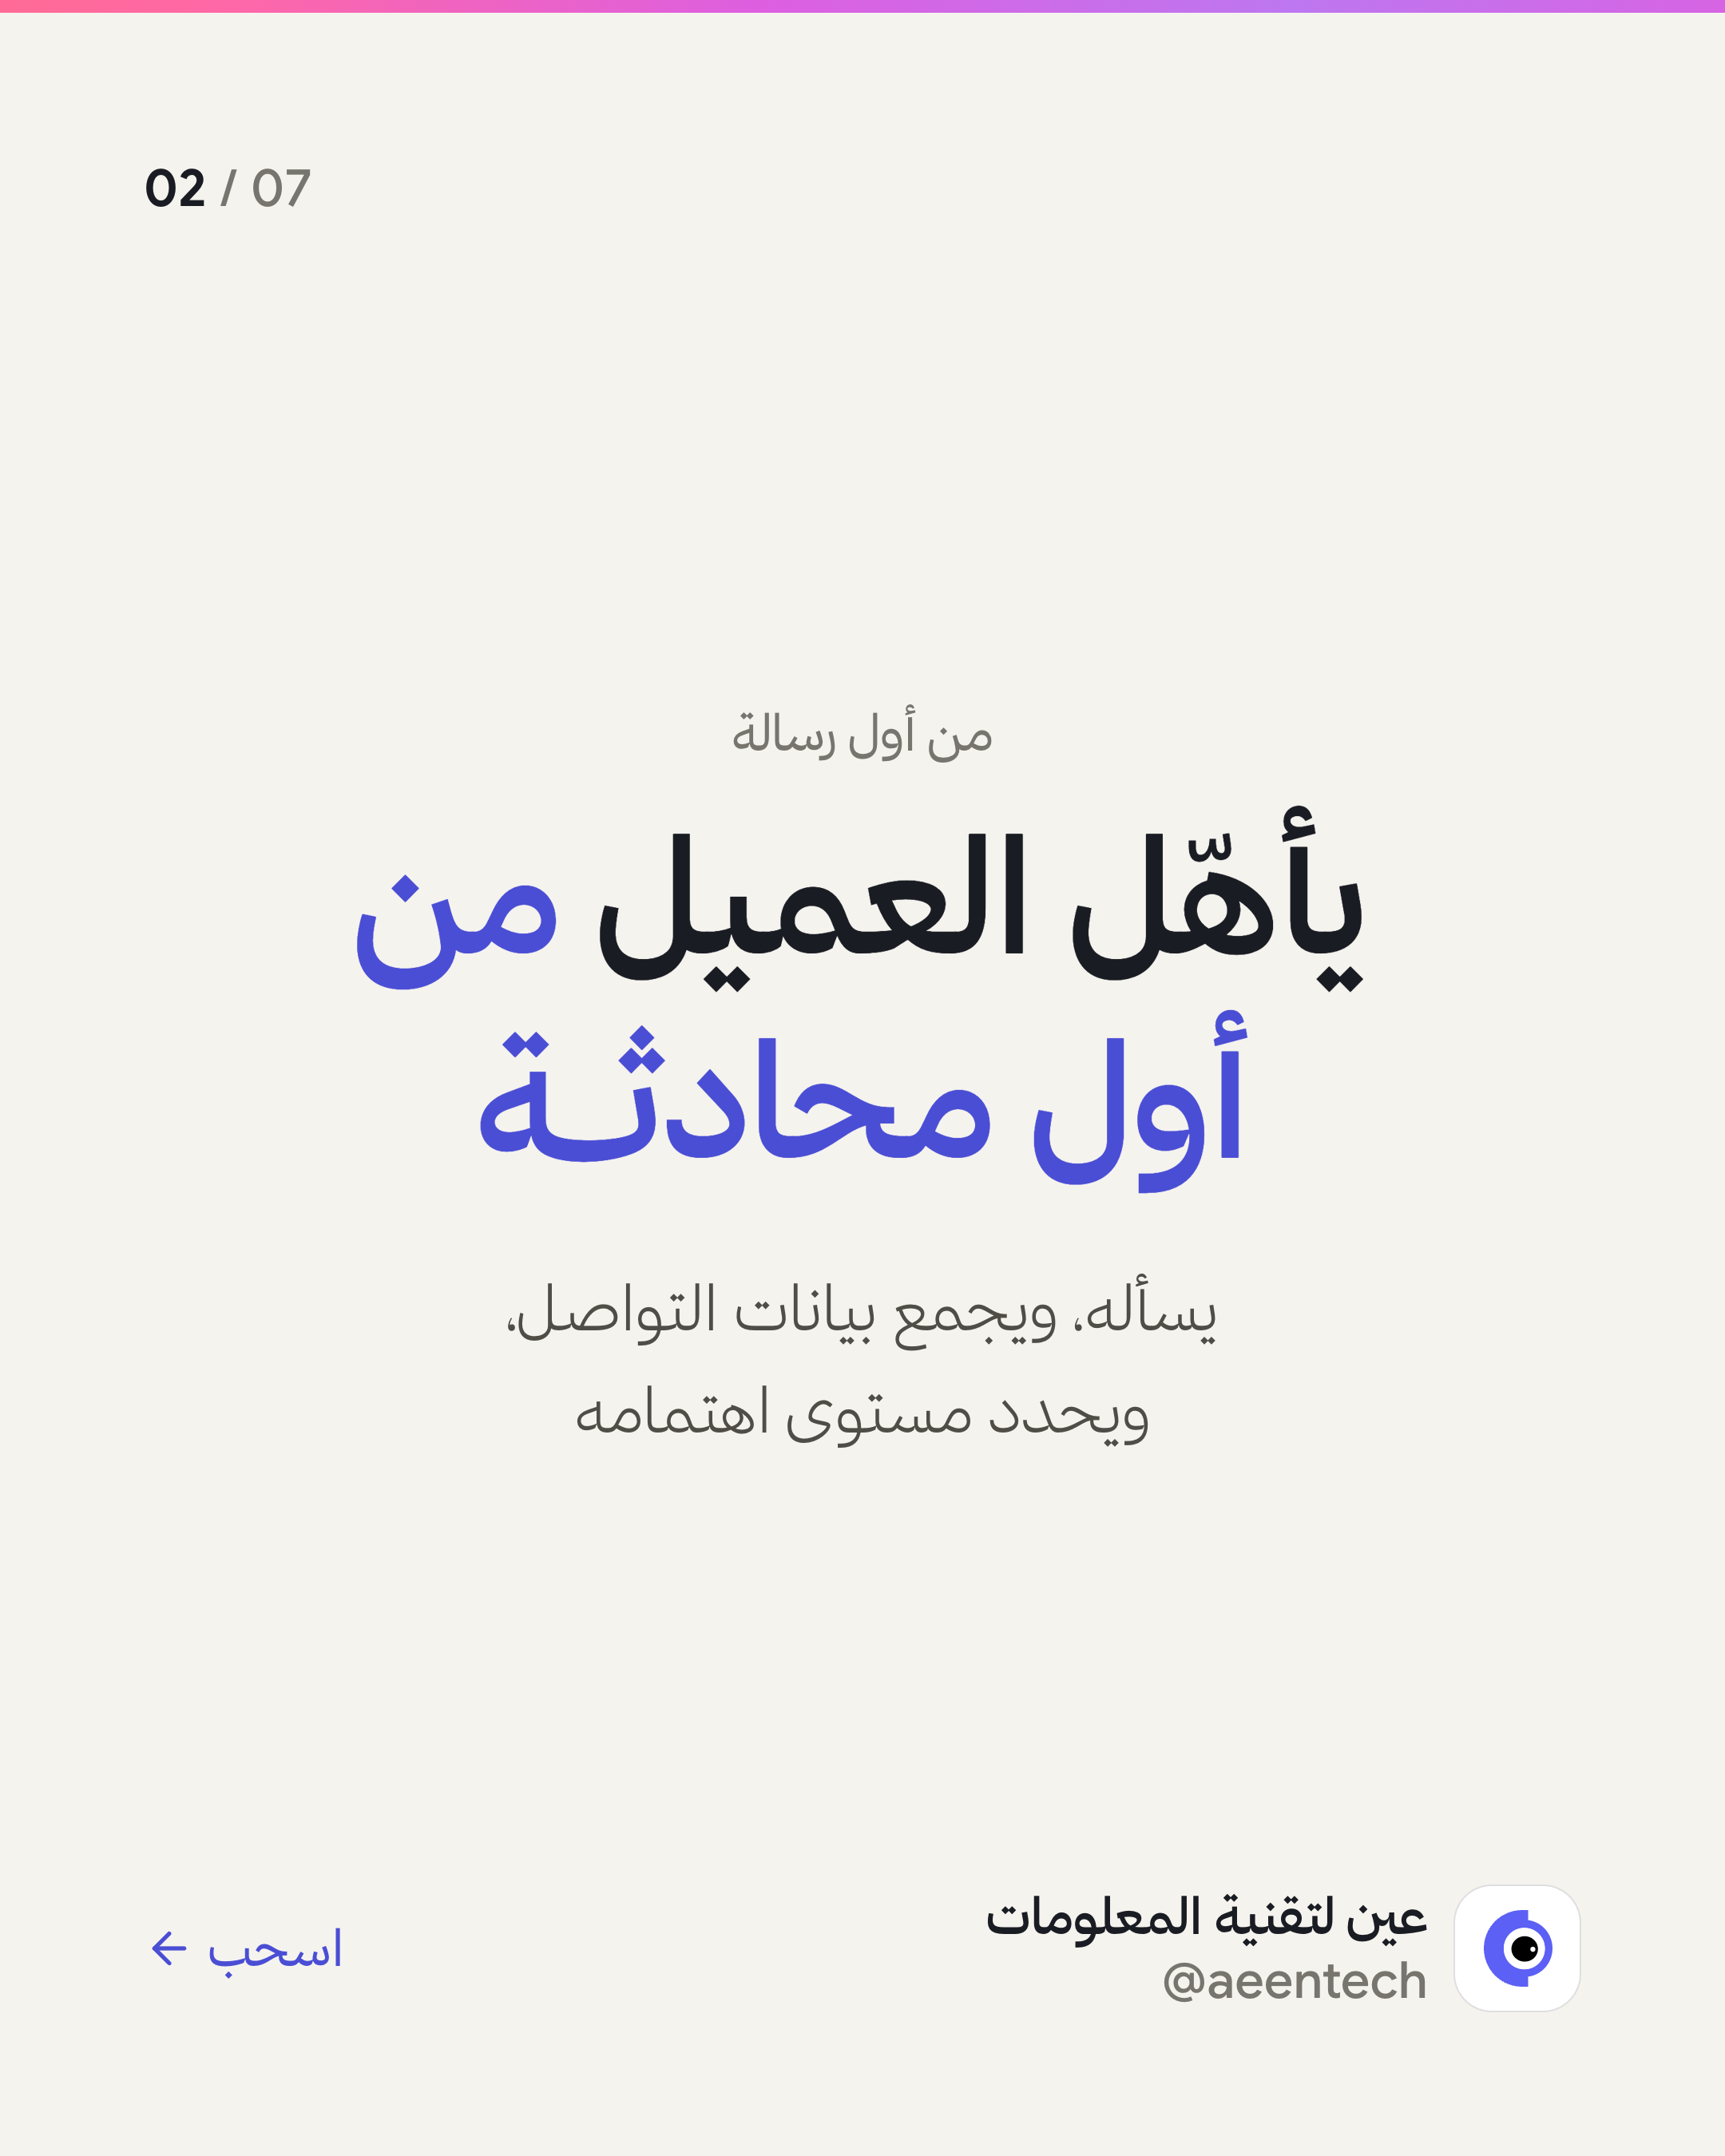 02 / 07
من أول رسالة
يأهّل العميل من
أول محادثة
يسأله، ويجمع بيانات التواصل،
ويحدد مستوى اهتمامه
عين لتقنية المعلومات
@aeentech
اسحب ←